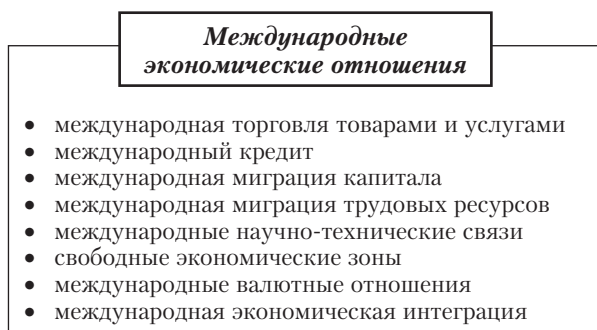 Международные
экономические отношения
• международная торговля товарами и услугами
• международный кредит
• международная миграция капитала
• международная миграция трудовых ресурсов
• международные научно-технические связи
• свободные экономические зоны
• международные валютные отношения
• международная экономическая интеграция